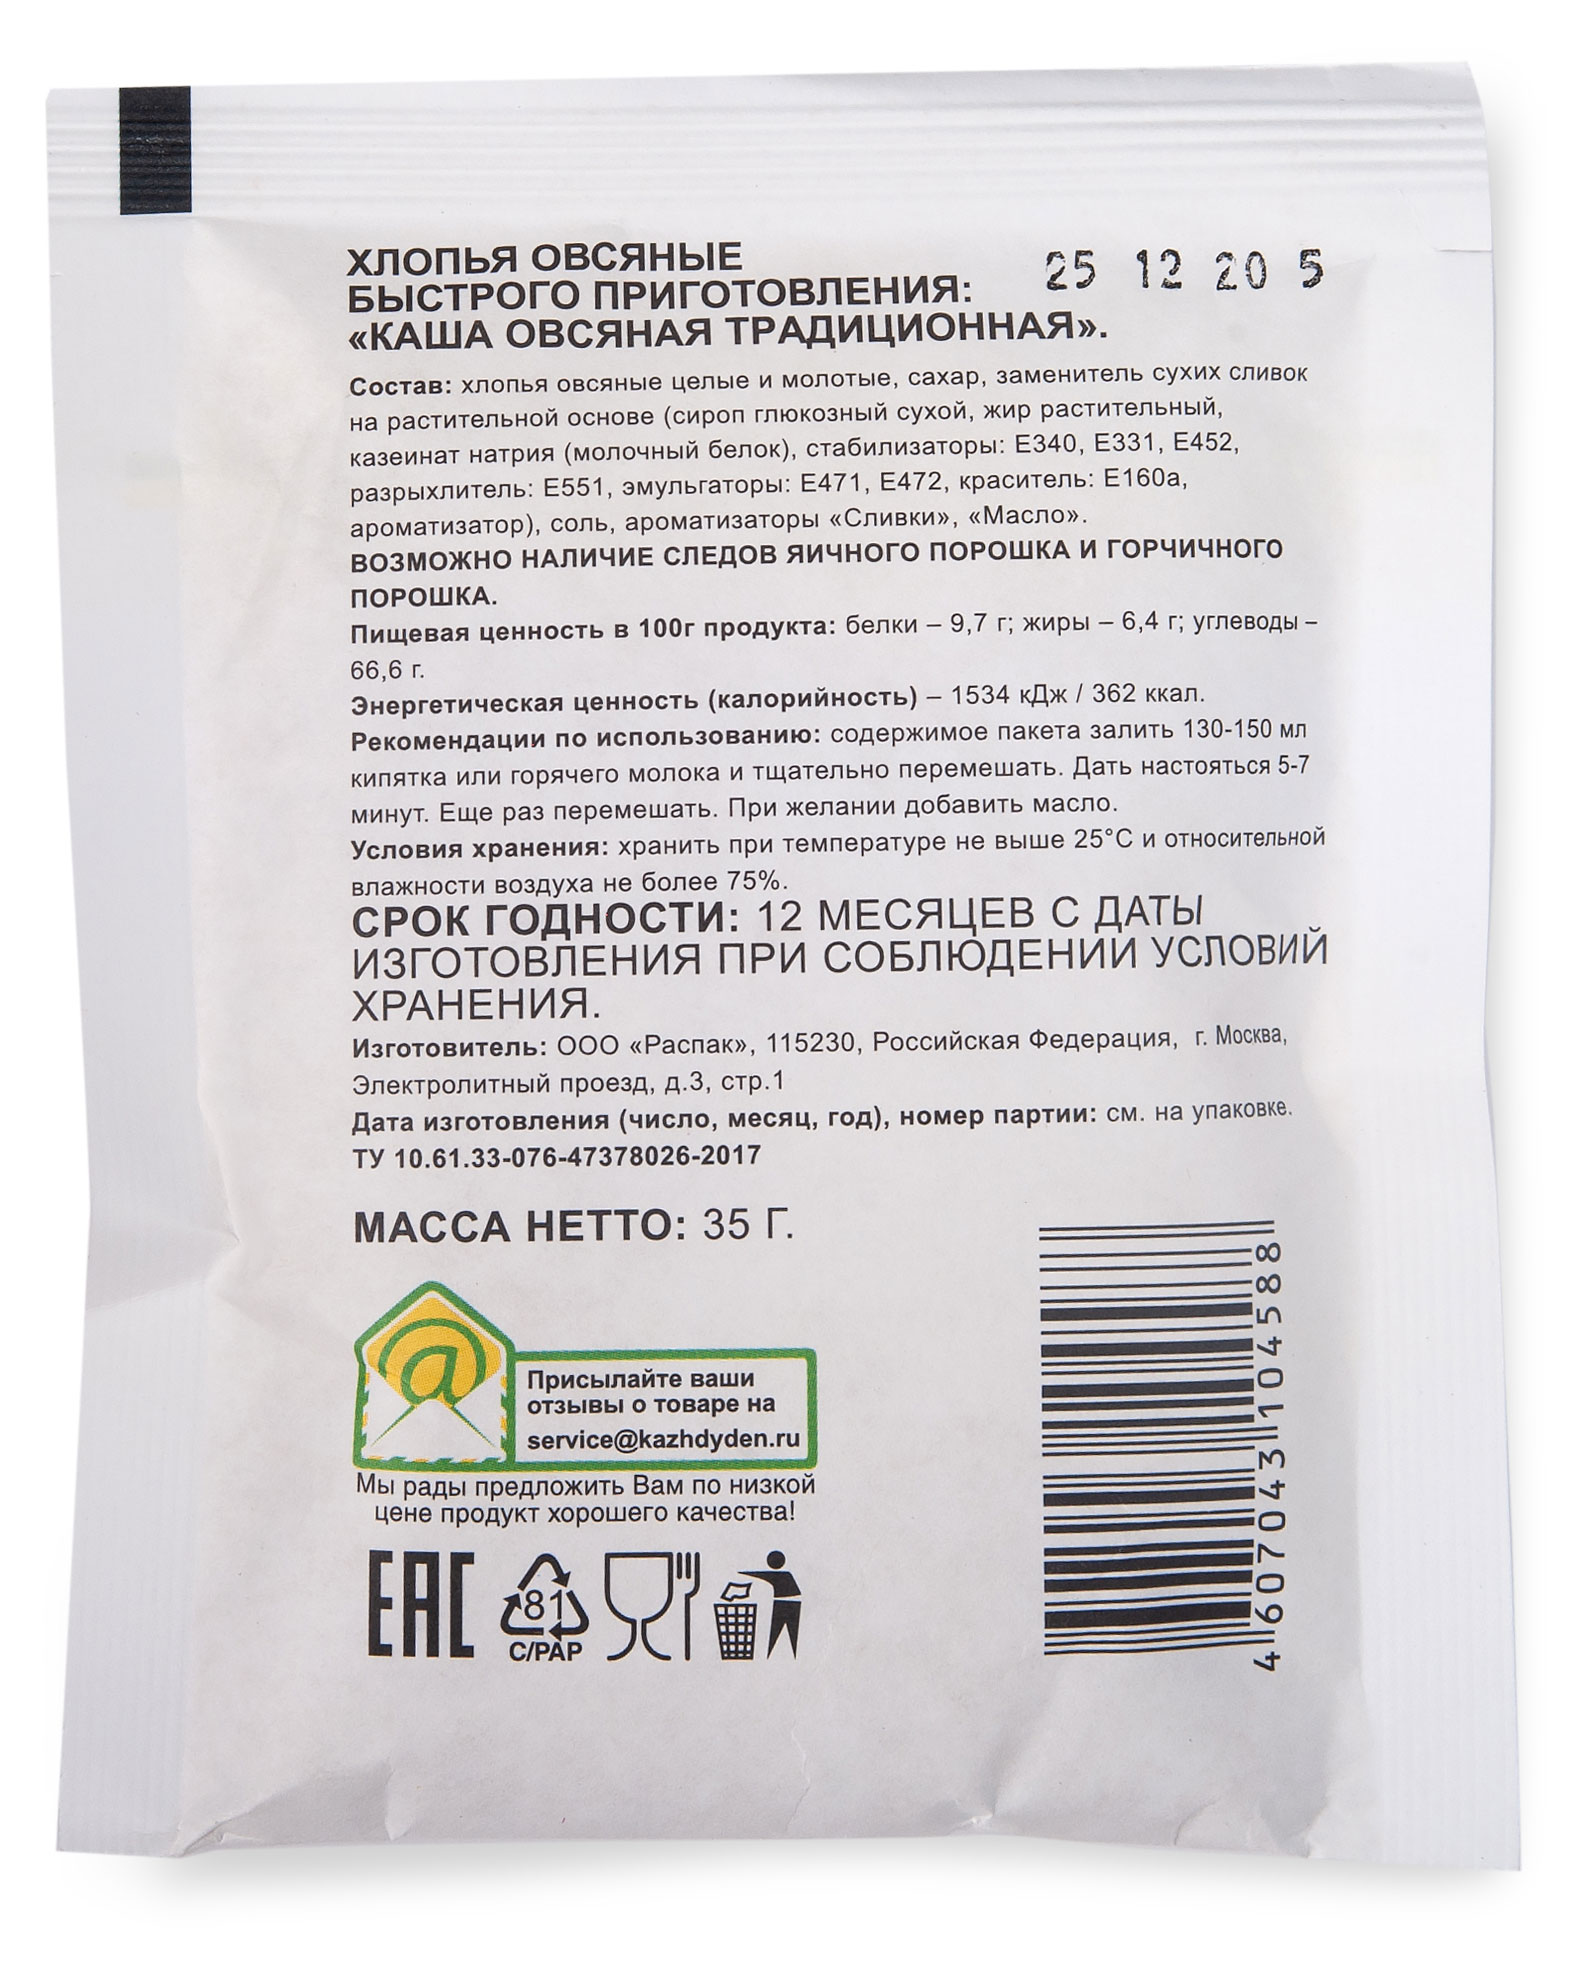 ХЛОПЬЯ ОВСЯНЫЕ
БЫСТРОГО ПРИГОТОВЛЕНИЯ:
«КАША ОВСЯНАЯ ТРАДИЦИОННАЯ».
25 12 20 5
Состав: хлопья овсяные целые и молотые, сахар, заменитель сухих сливок
на растительной основе (сироп глюкозный сухой, жир растительный,
казеинат натрия (молочный белок), стабилизаторы: Е340, Е331, Е452,
разрыхлитель: Е551, эмульгаторы: Е471, Е472, краситель: Е160а,
ароматизатор), соль, ароматизаторы «Сливки», «Масло».
ВОЗМОЖНО НАЛИЧИЕ СЛЕДОВ ЯИЧНОГО ПОРОШКА И ГОРЧИЧНОГО
ПОРОШКА.
Пищевая ценность в 100г продукта: белки – 9,7 г; жиры – 6,4 г; углеводы –
66,6 г.
Энергетическая ценность (калорийность) – 1534 кДж / 362 ккал.
Рекомендации по использованию: содержимое пакета залить 130-150 мл
кипятка или горячего молока и тщательно перемешать. Дать настояться 5-7
минут. Еще раз перемешать. При желании добавить масло.
Условия хранения: хранить при температуре не выше 25°С и относительной
влажности воздуха не более 75%.
СРОК ГОДНОСТИ: 12 МЕСЯЦЕВ С ДАТЫ
ИЗГОТОВЛЕНИЯ ПРИ СОБЛЮДЕНИИ УСЛОВИЙ
ХРАНЕНИЯ.
Изготовитель: ООО «Распак», 115230, Российская Федерация, г. Москва,
Электролитный проезд, д.3, стр.1
Дата изготовления (число, месяц, год), номер партии: см. на упаковке.
ТУ 10.61.33-076-47378026-2017
МАССА НЕТТО: 35 Г.
@
Присылайте ваши
отзывы о товаре на
service@kazhdyden.ru
Мы рады предложить Вам по низкой
цене продукт хорошего качества!
ЕАС
81
C/PAP
4 607043 104588